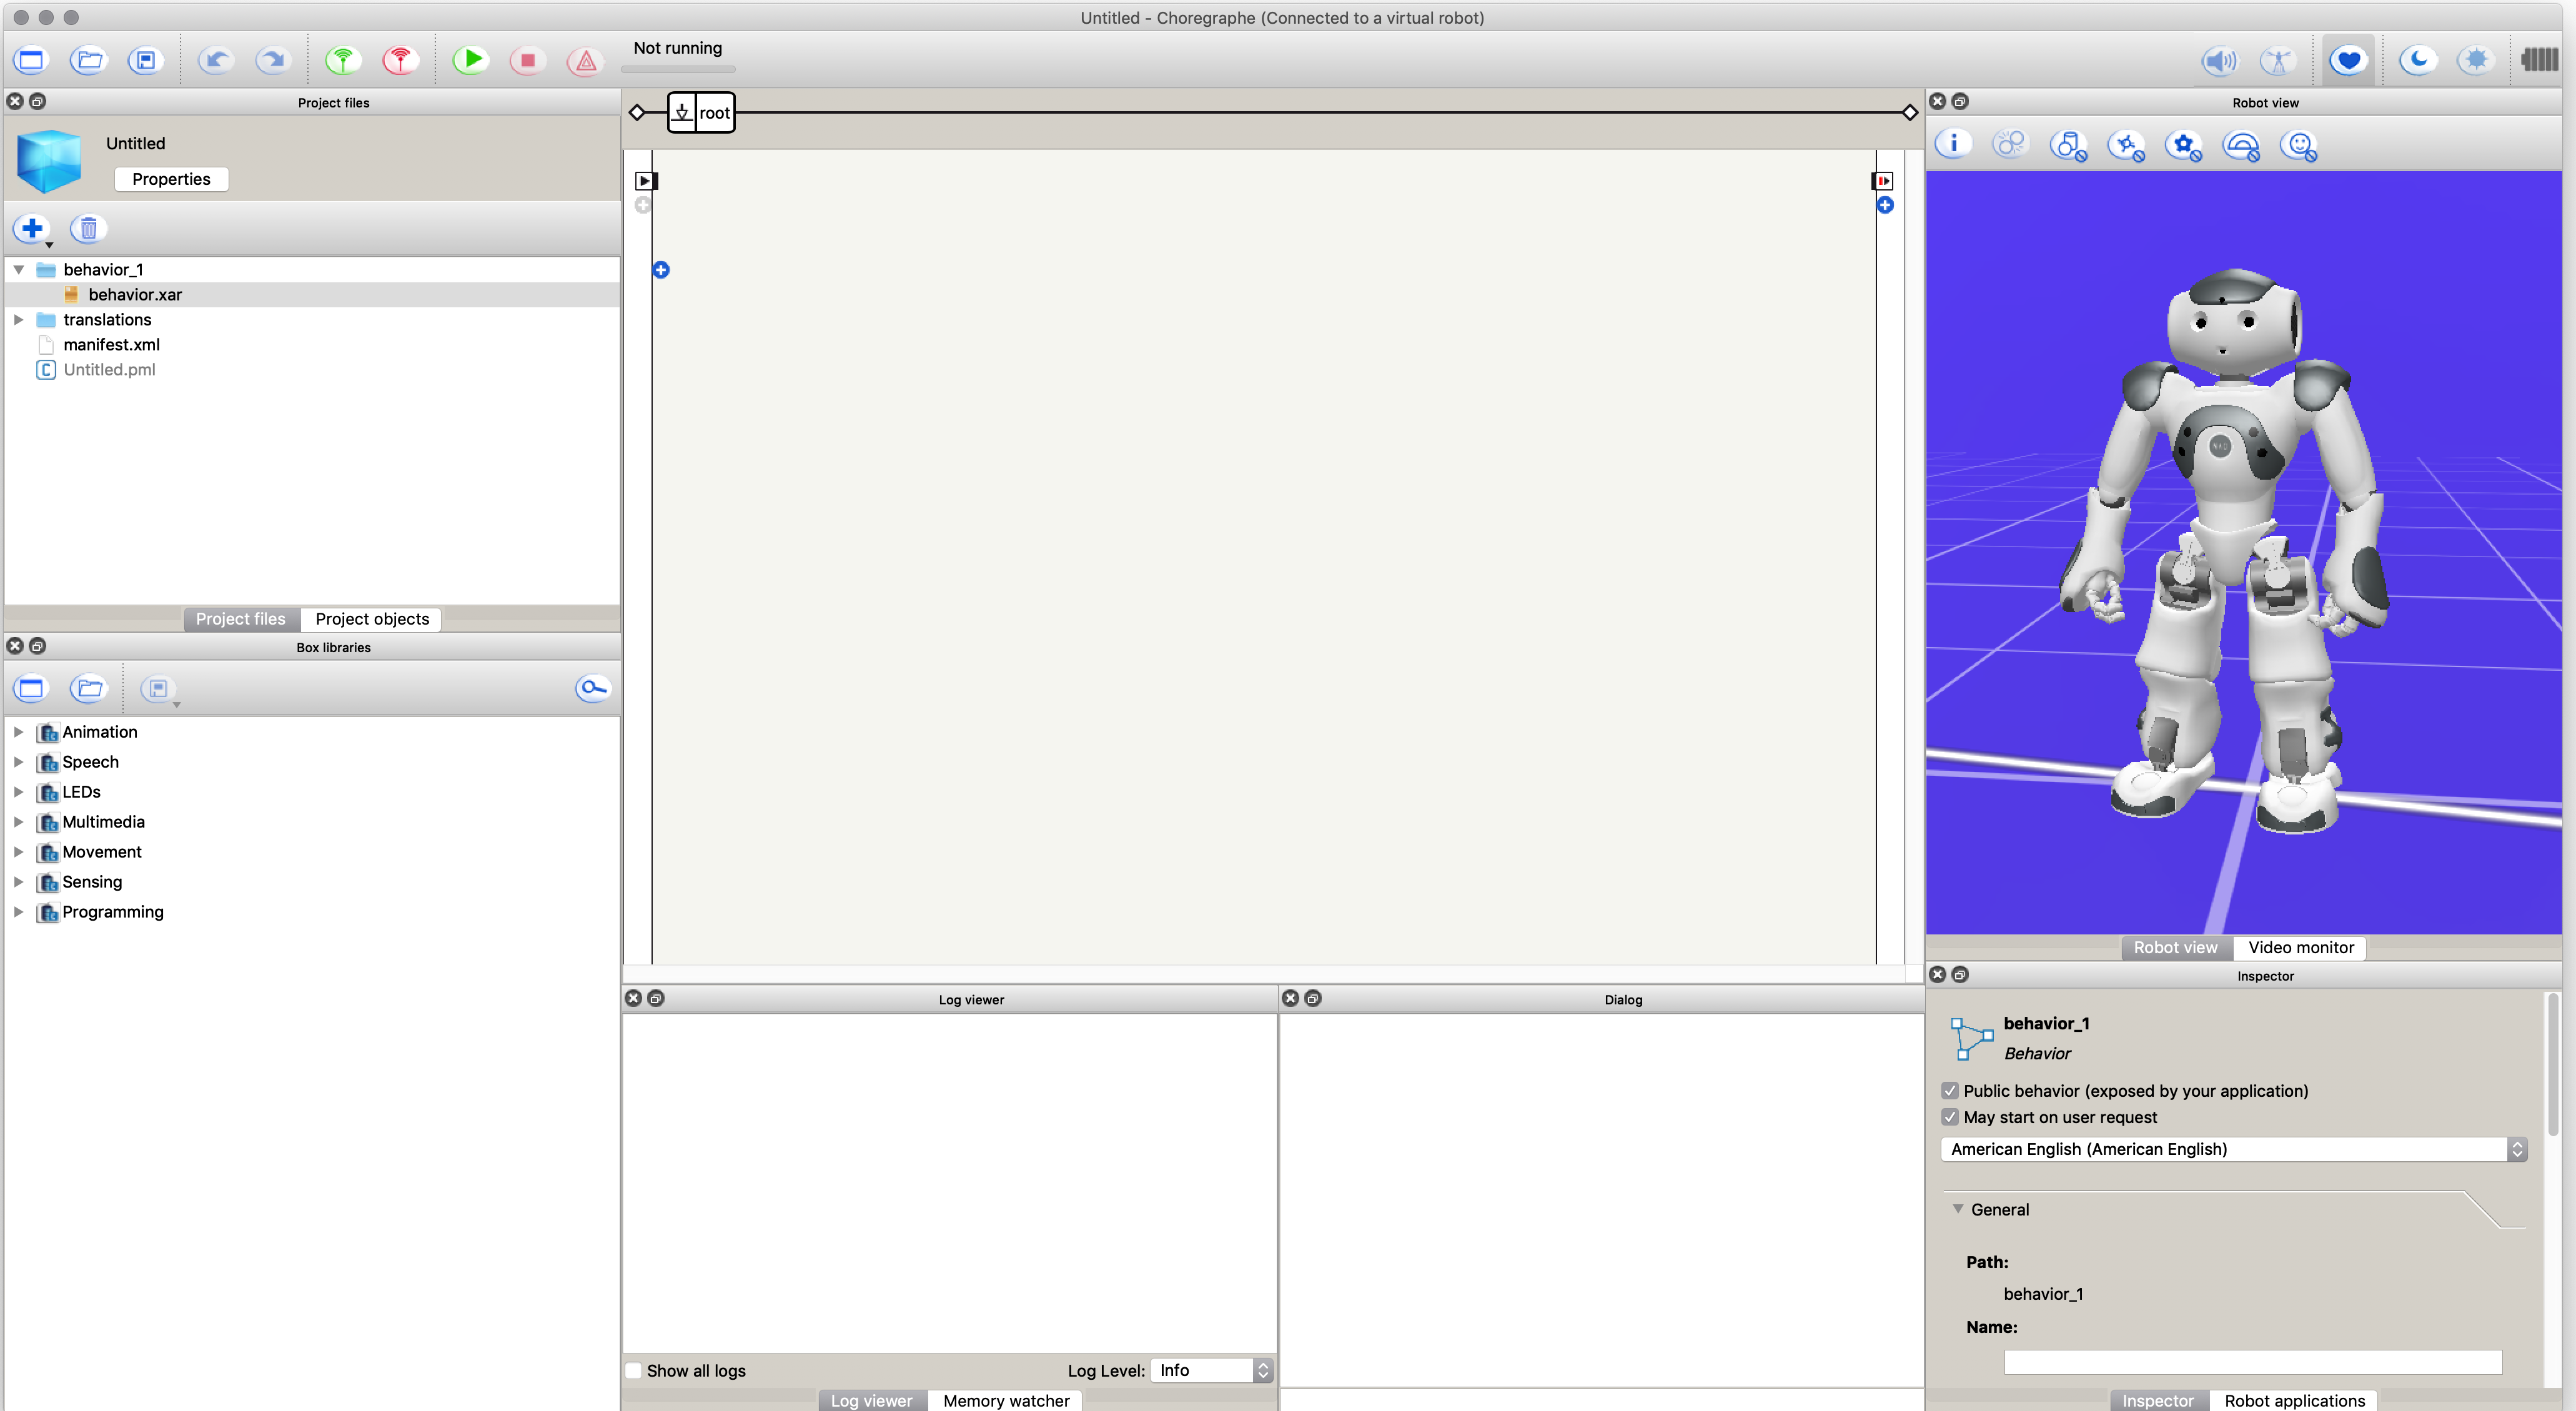 Untitled - Choregraphe (Connected to a virtual robot)
Not running
Project files
Untitled
Properties
behavior_1
behavior.xar
translations
manifest.xml
Untitled.pml
Project files
Project objects
Box libraries
Animation
Speech
LEDs
Multimedia
Movement
Sensing
Programming
root
Log viewer
Show all logs
Log Level:
Info
Log viewer
Memory watcher
Dialog
Robot view
NAO
Robot view
Video monitor
Inspector
behavior_1
Behavior
Public behavior (exposed by your application)
May start on user request
American English (American English)
General
Path:
behavior_1
Name:
Inspector
Robot applications